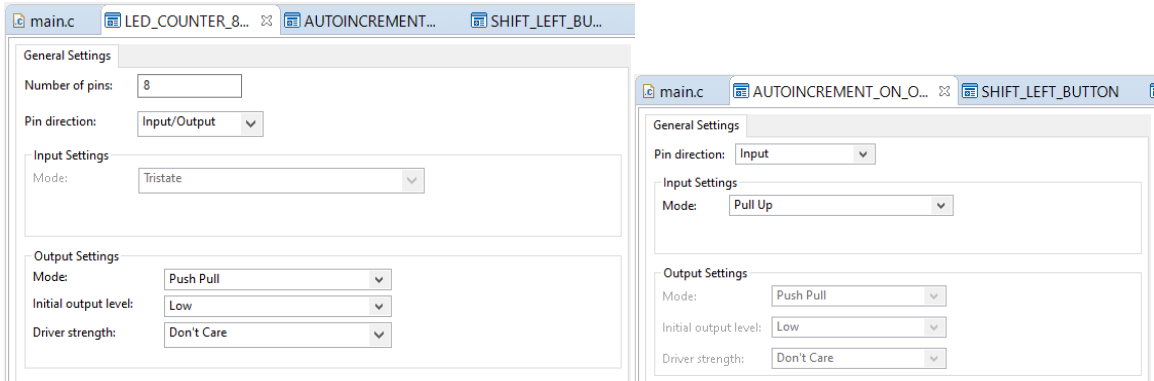 main.c LED_COUNTER_8... AUTOINCREMENT... SHIFT_LEFT_BU...
General Settings
Number of pins: 8
Pin direction: Input/Output
Input Settings
Mode: Tristate
Output Settings
Mode: Push Pull
Initial output level: Low
Driver strength: Don't Care
main.c AUTOINCREMENT_ON_O... SHIFT_LEFT_BUTTON
General Settings
Pin direction: Input
Input Settings
Mode: Pull Up
Output Settings
Mode: Push Pull
Initial output level: Low
Driver strength: Don't Care